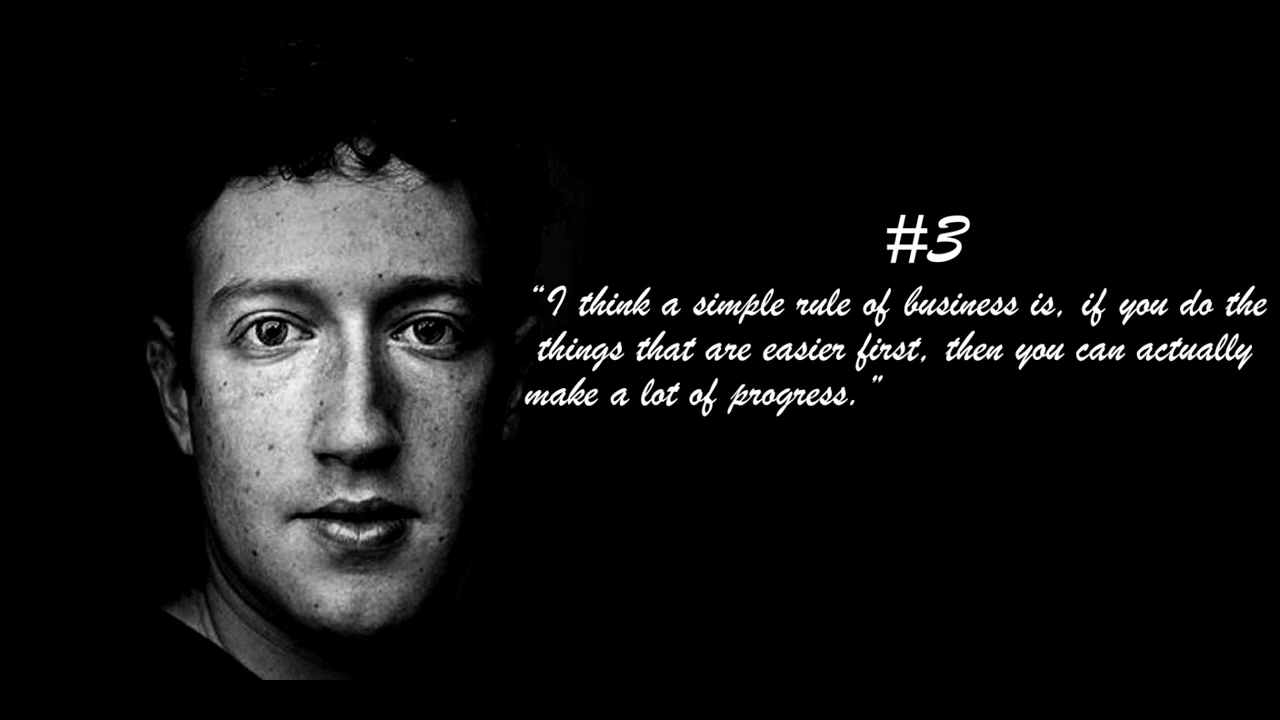 #3
“I think a simple rule of business is, if you do the
things that are easier first, then you can actually
make a lot of progress.”